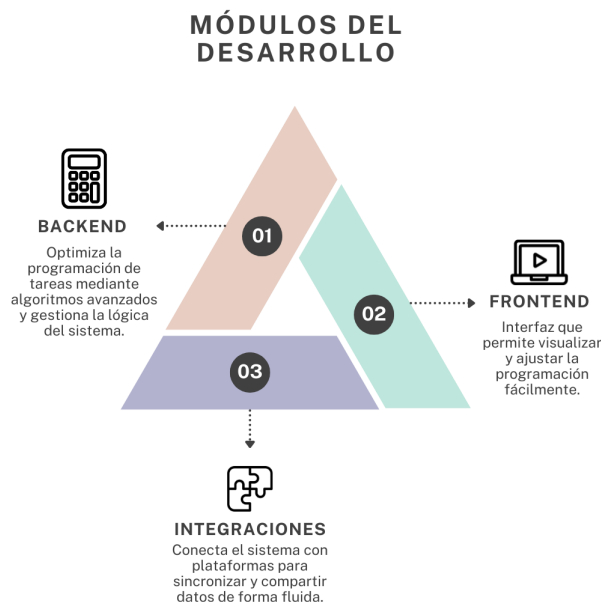 MÓDULOS DEL
DESARROLLO
01
BACKEND
Optimiza la
programación de
tareas mediante
algoritmos avanzados
y gestiona la lógica
del sistema.
02
FRONTEND
Interfaz que
permite visualizar
y ajustar la
programación
fácilmente.
03
INTEGRACIONES
Conecta el sistema con
plataformas para
sincronizar y compartir
datos de forma fluida.